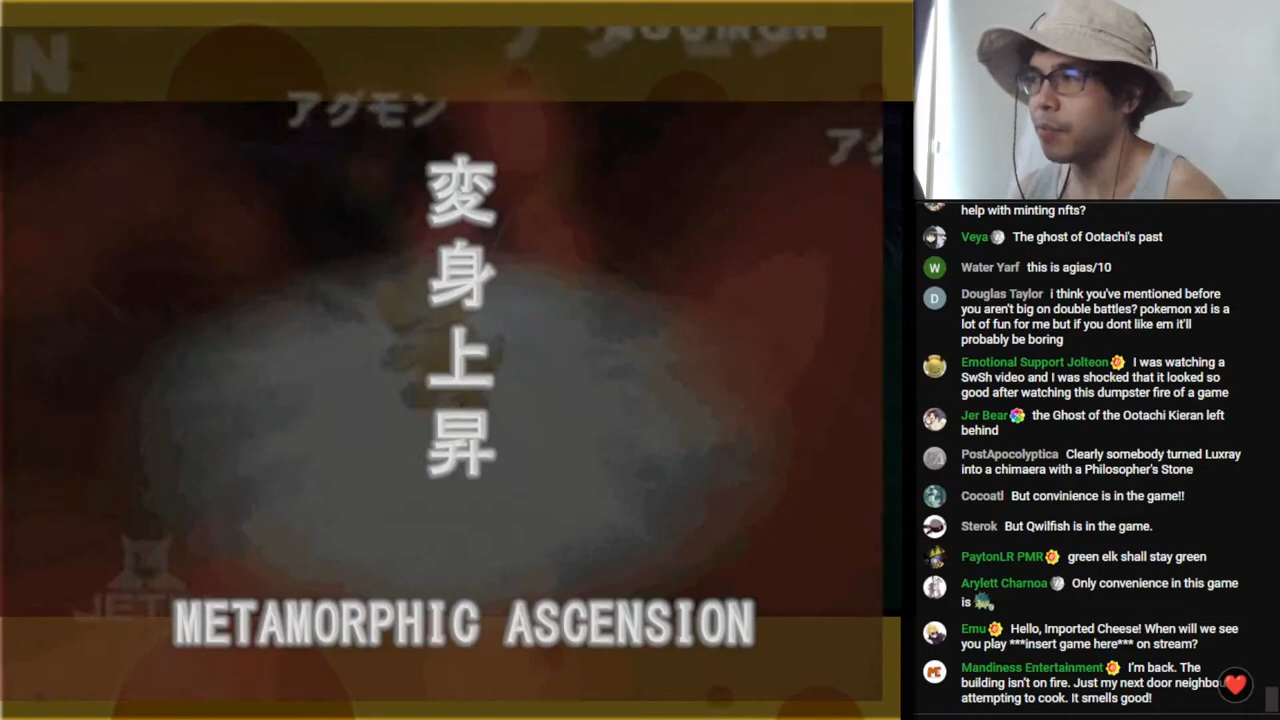 N
アグモン
変
身
上
昇
METAMORPHIC ASCENSION
JET
help with minting nfts?
Veya The ghost of Ootachi's past
W Water Yarf this is agias/10
D Douglas Taylor i think you've mentioned before
you aren't big on double battles? pokemon xd is a
lot of fun for me but if you dont like em it'll
probably be boring
Emotional Support Jolteon I was watching a
SwSh video and I was shocked that it looked so
good after watching this dumpster fire of a game
Jer Bear the Ghost of the Ootachi Kieran left
behind
PostApocolyptica Clearly somebody turned Luxray
into a chimaera with a Philosopher's Stone
Cocoatl But convinience is in the game!!
Sterok But Qwilfish is in the game.
PaytonLR PMR green elk shall stay green
Arylett Charnoa Only convenience in this game
is
Emu Hello, Imported Cheese! When will we see
you play ***insert game here*** on stream?
Mandiness Entertainment I'm back. The
building isn't on fire. Just my next door neighbou
attempting to cook. It smells good!